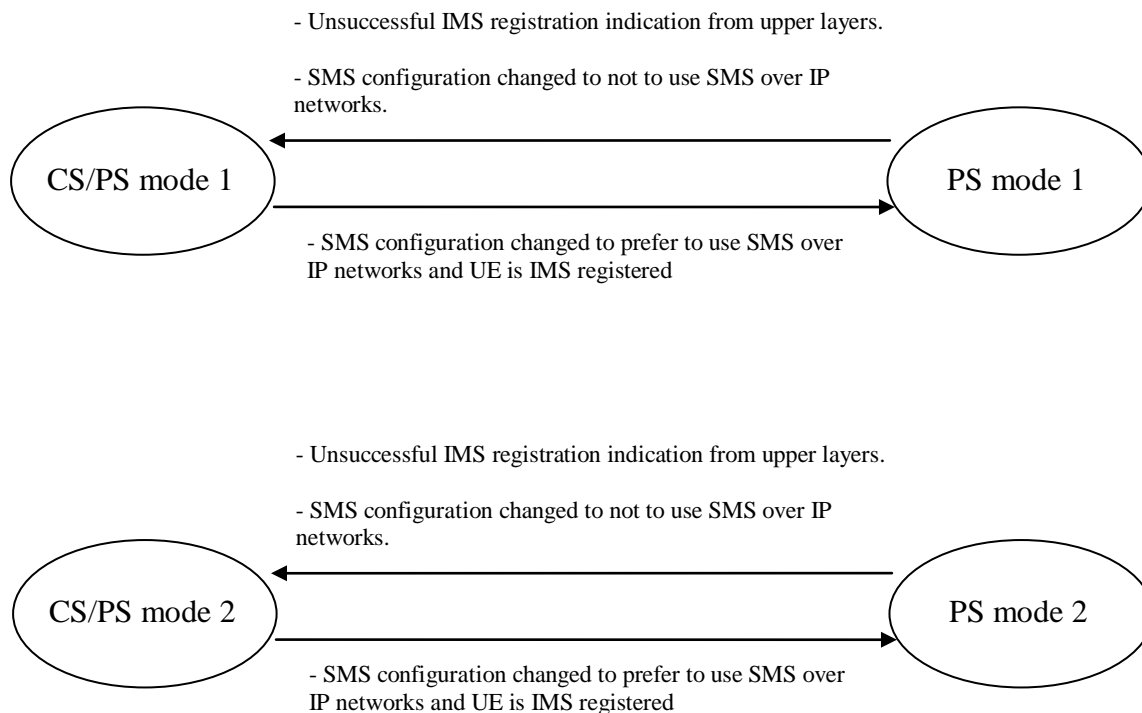 - Unsuccessful IMS registration indication from upper layers.
- SMS configuration changed to not to use SMS over IP
networks.
CS/PS mode 1
PS mode 1
- SMS configuration changed to prefer to use SMS over
IP networks and UE is IMS registered
- Unsuccessful IMS registration indication from upper layers.
- SMS configuration changed to not to use SMS over IP
networks.
CS/PS mode 2
PS mode 2
- SMS configuration changed to prefer to use SMS over
IP networks and UE is IMS registered